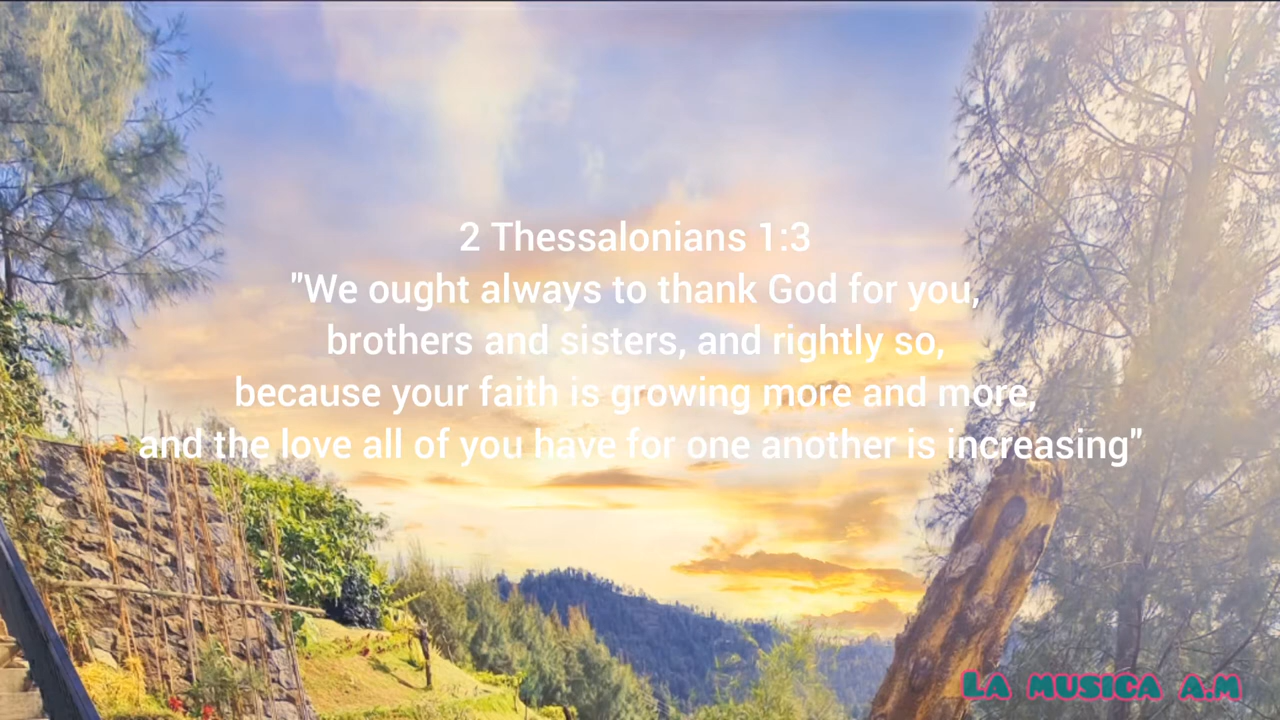 2 Thessalonians 1:3
"We ought always to thank God for you,
brothers and sisters, and rightly so,
because your faith is growing more and more,
and the love all of you have for one another is increasing"
La musica a.m